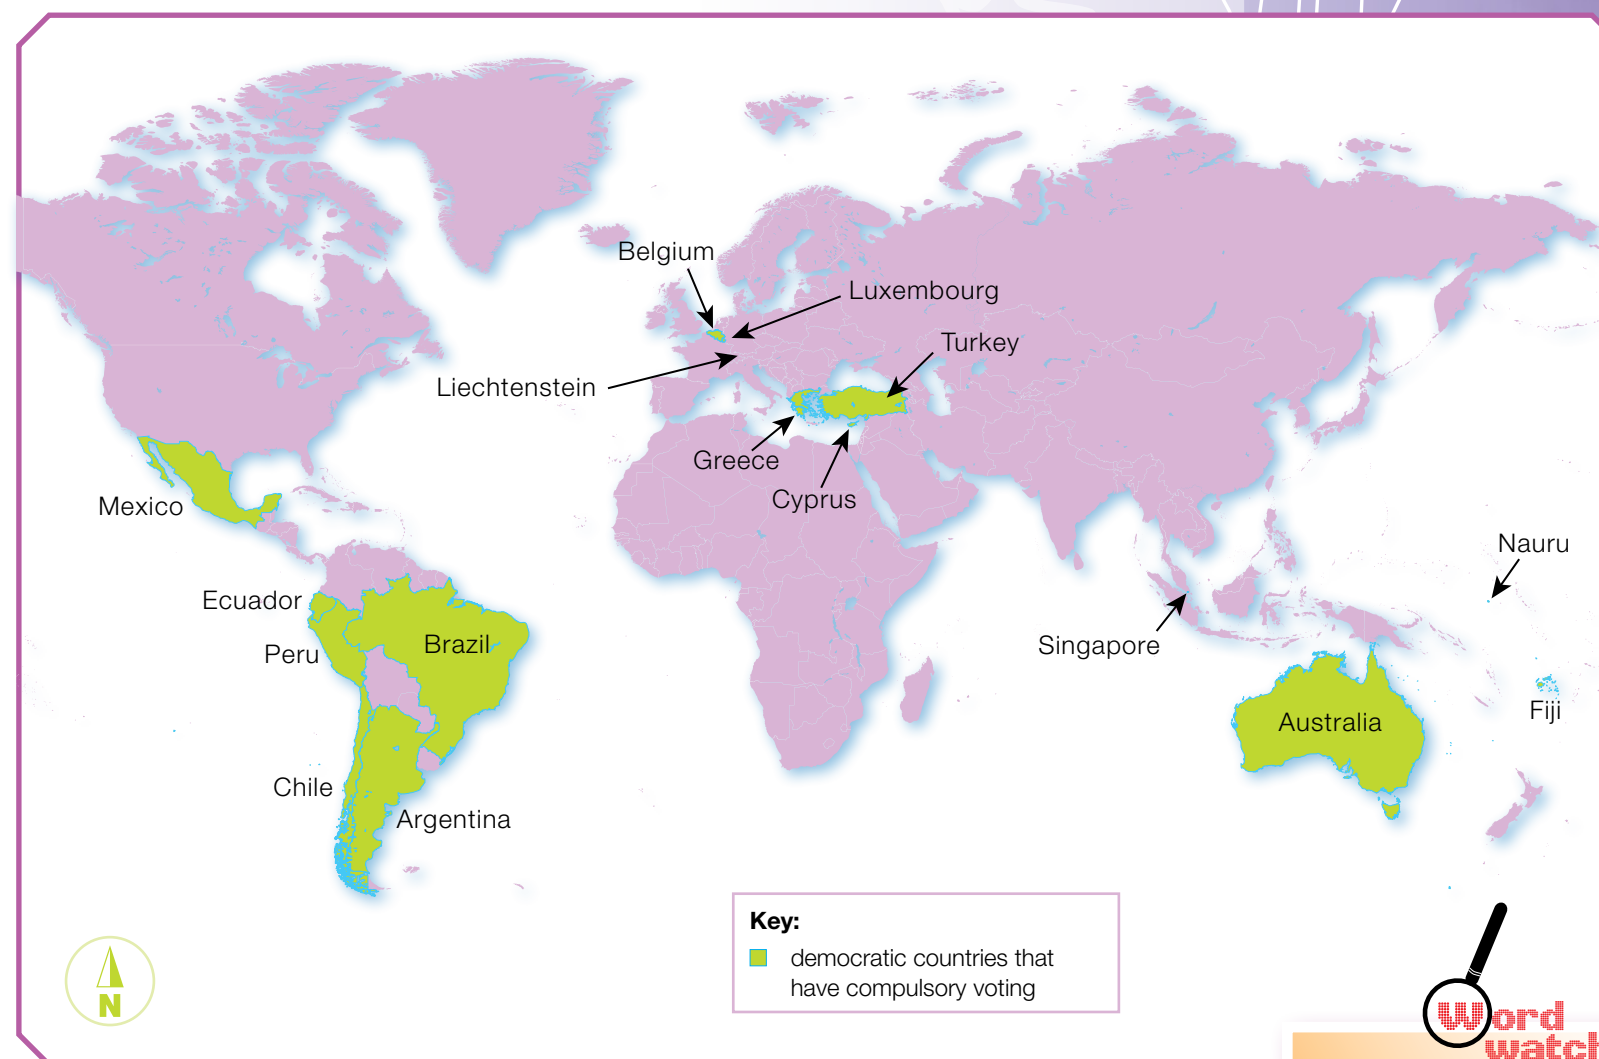 Belgium
Luxembourg
Turkey
Liechtenstein
Greece
Cyprus
Mexico
Nauru
Ecuador
Singapore
Peru
Brazil
Fiji
Australia
Chile
Argentina
Key:
democratic countries that
have compulsory voting
N
Word
watch